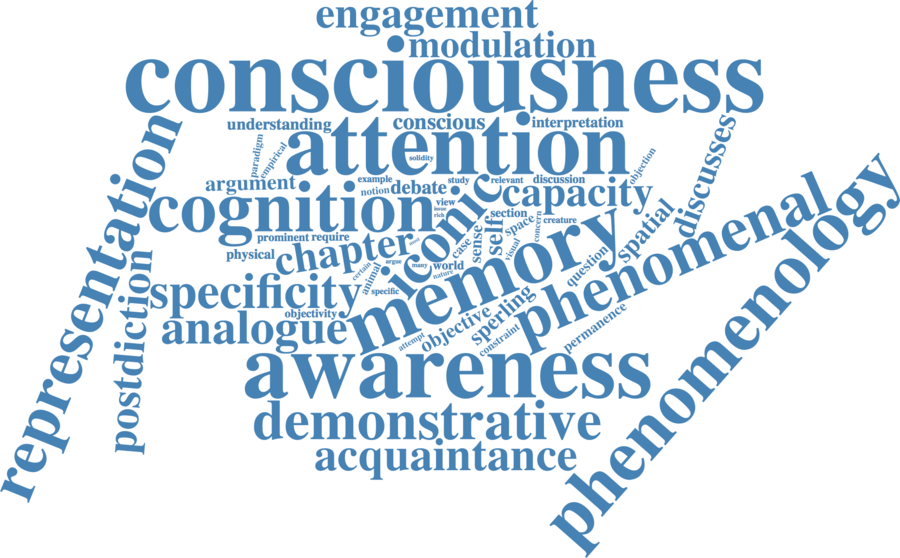 engagement
modulation
consciousness
understanding
conscious
interpretation
attention
paradigm
empirical
solidity
objection
discusses
representation
argument
example
study
relevant
discussion
notion
debate
capacity
cognition
view
issue
rich
iconic
section
self
sense
space
concern
creature
visual
case
spatial
phenomenal
phenomenology
prominent
require
physical
chapter
memory
postdiction
certain
animal
argue
many
world
nature
question
specificity
specific
objectivity
analogue
attempt
objective
sperling
constraint
permanence
awareness
demonstrative
acquaintance